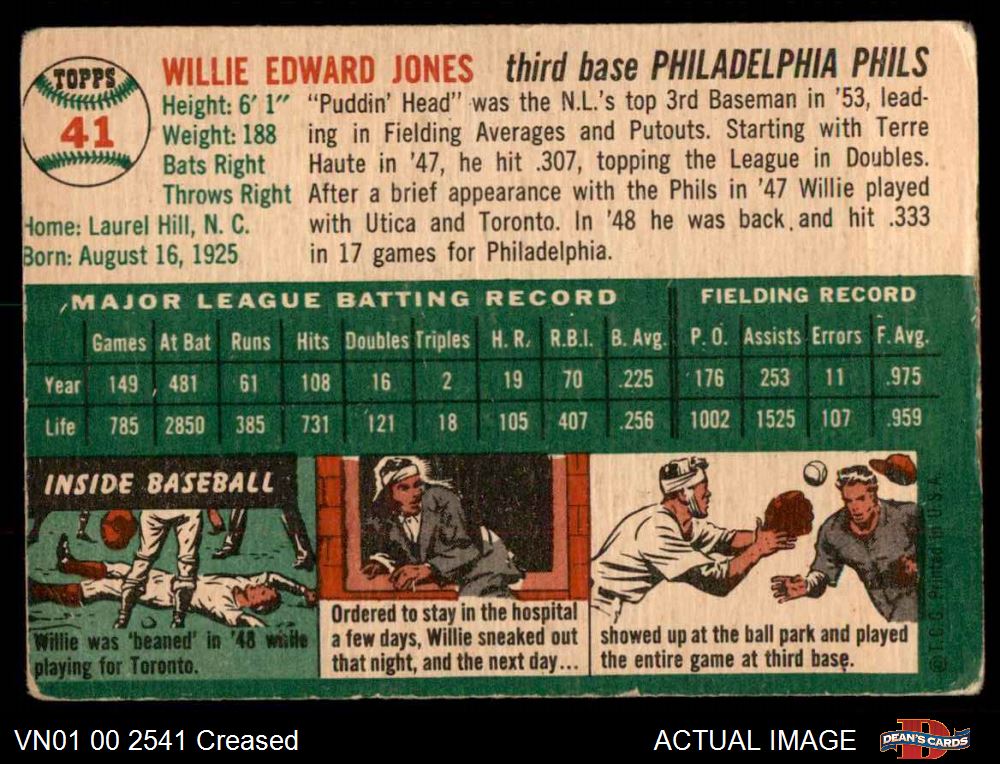 TOPPS
41
WILLIE EDWARD JONES third base PHILADELPHIA PHILS
Height: 6' 1"
Weight: 188
Bats Right
Throws Right
Home: Laurel Hill, N. C.
Born: August 16, 1925
"Puddin' Head" was the N.L.'s top 3rd Baseman in '53, lead-
ing in Fielding Averages and Putouts. Starting with Terre
Haute in '47, he hit .307, topping the League in Doubles.
After a brief appearance with the Phils in '47 Willie played
with Utica and Toronto. In '48 he was back and hit .333
in 17 games for Philadelphia.
MAJOR LEAGUE BATTING RECORD FIELDING RECORD
Games At Bat Runs Hits Doubles Triples H. R. R.B.I. B. Avg. P. O. Assists Errors F. Avg.
Year 149 481 61 108 16 2 19 70 .225 176 253 11 .975
Life 785 2850 385 731 121 18 105 407 .256 1002 1525 107 .959
INSIDE BASEBALL
Willie was 'beaned' in '48 while
playing for Toronto.
Ordered to stay in the hospital
a few days, Willie sneaked out
that night, and the next day...
showed up at the ball park and played
the entire game at third base.
© T.C.G. Printed in U.S.A.
VN01 00 2541 Creased
ACTUAL IMAGE
D
DEAN'S CARDS